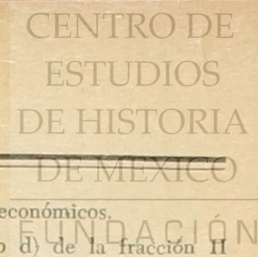 CENTRO DE
ESTUDIOS
DE HISTORIA
DE MEXICO
económicos.
FUNDACIÓN
d) de la fracción II